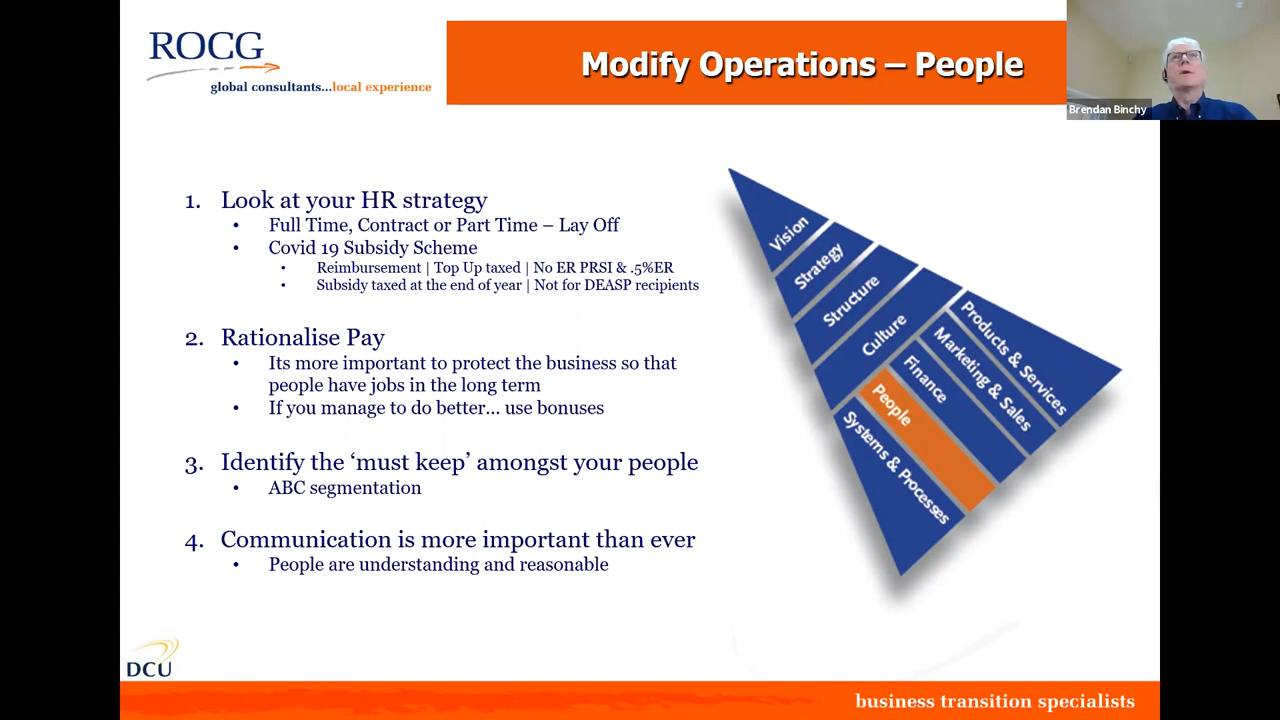 ROCG
global consultants...local experience
Modify Operations – People
Brendan Binchy
1. Look at your HR strategy
• Full Time, Contract or Part Time – Lay Off
• Covid 19 Subsidy Scheme
• Reimbursement | Top Up taxed | No ER PRSI & .5%ER
• Subsidy taxed at the end of year | Not for DEASP recipients
2. Rationalise Pay
• Its more important to protect the business so that
people have jobs in the long term
• If you manage to do better... use bonuses
3. Identify the ‘must keep’ amongst your people
• ABC segmentation
4. Communication is more important than ever
• People are understanding and reasonable
Vision
Strategy
Structure
Culture
Products & Services
Marketing & Sales
Finance
People
Systems & Processes
DCU
business transition specialists